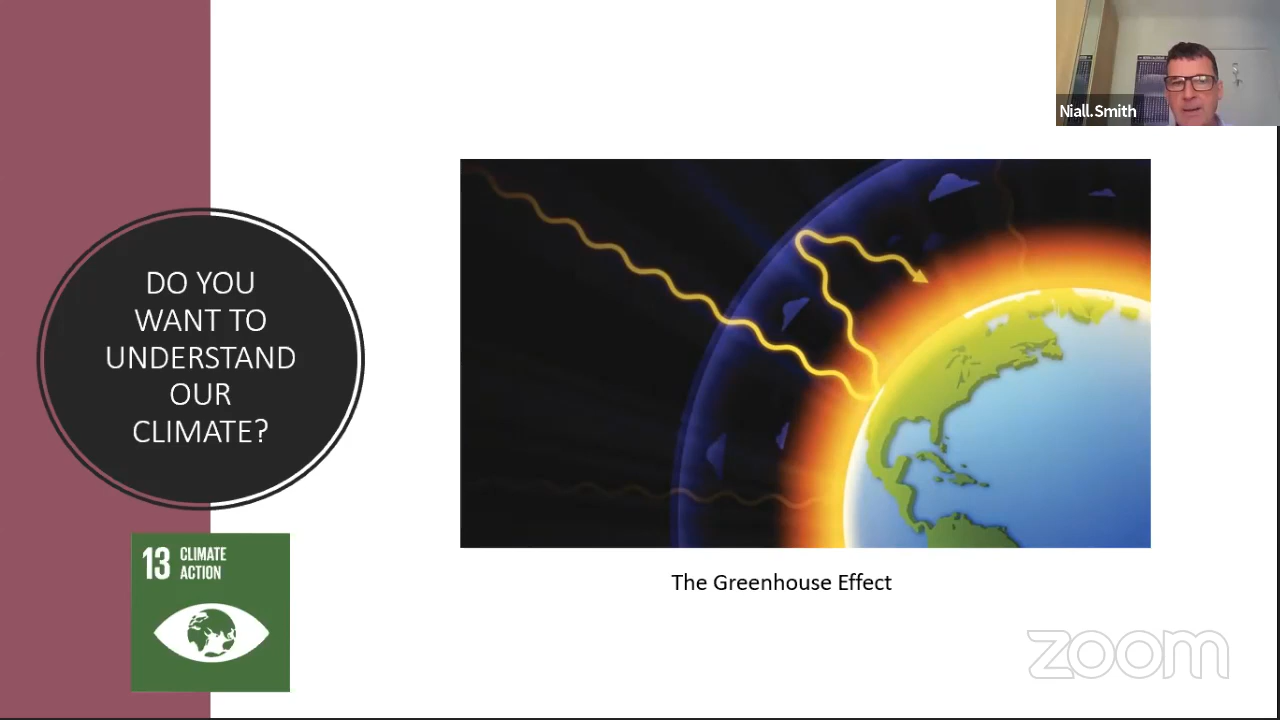 Niall.Smith
DO YOU
WANT TO
UNDERSTAND
OUR
CLIMATE?
13 CLIMATE
ACTION
The Greenhouse Effect
zoom